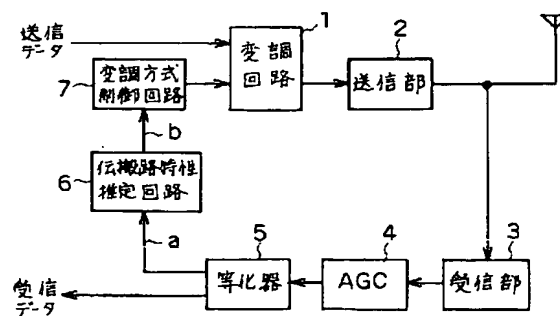 送信
データ
1
変調
回路
2
送信部
7
変調方式
制御回路
b
6
伝搬路特性
推定回路
a
5
等化器
4
AGC
3
受信部
受信
データ